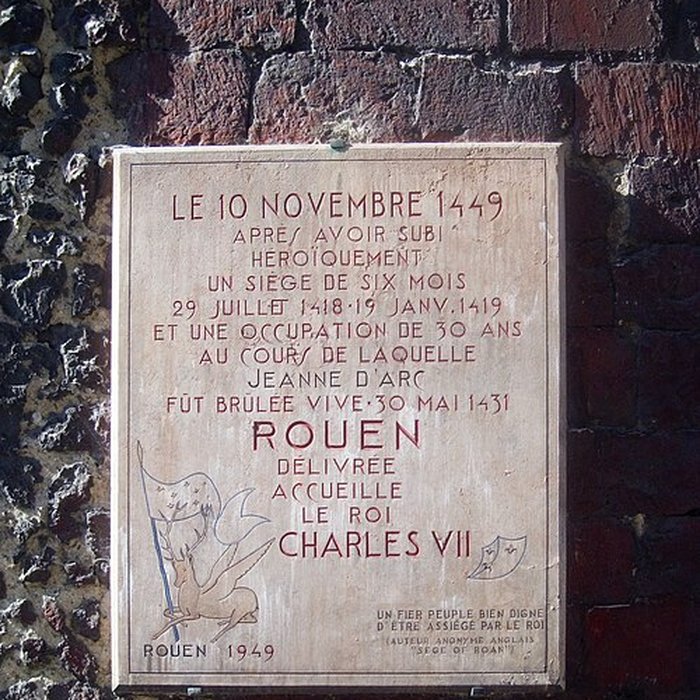 LE 10 NOVEMBRE 1449
APRÈS AVOIR SUBI
HÉROÏQUEMENT
UN SIÈGE DE SIX MOIS
29 JUILLET 1418·19 JANV.1419
ET UNE OCCUPATION DE 30 ANS
AU COURS DE LAQUELLE
JEANNE D'ARC
FÛT BRÛLÉE VIVE·30 MAI 1431
ROUEN
DÉLIVRÉE
ACCUEILLE
LE ROI
CHARLES VII
UN FIER PEUPLE BIEN DIGNE
D'ÊTRE ASSIÉGÉ PAR LE ROI
(AUTEUR ANONYME ANGLAIS
"SEGE OF ROAN")
ROUEN 1949